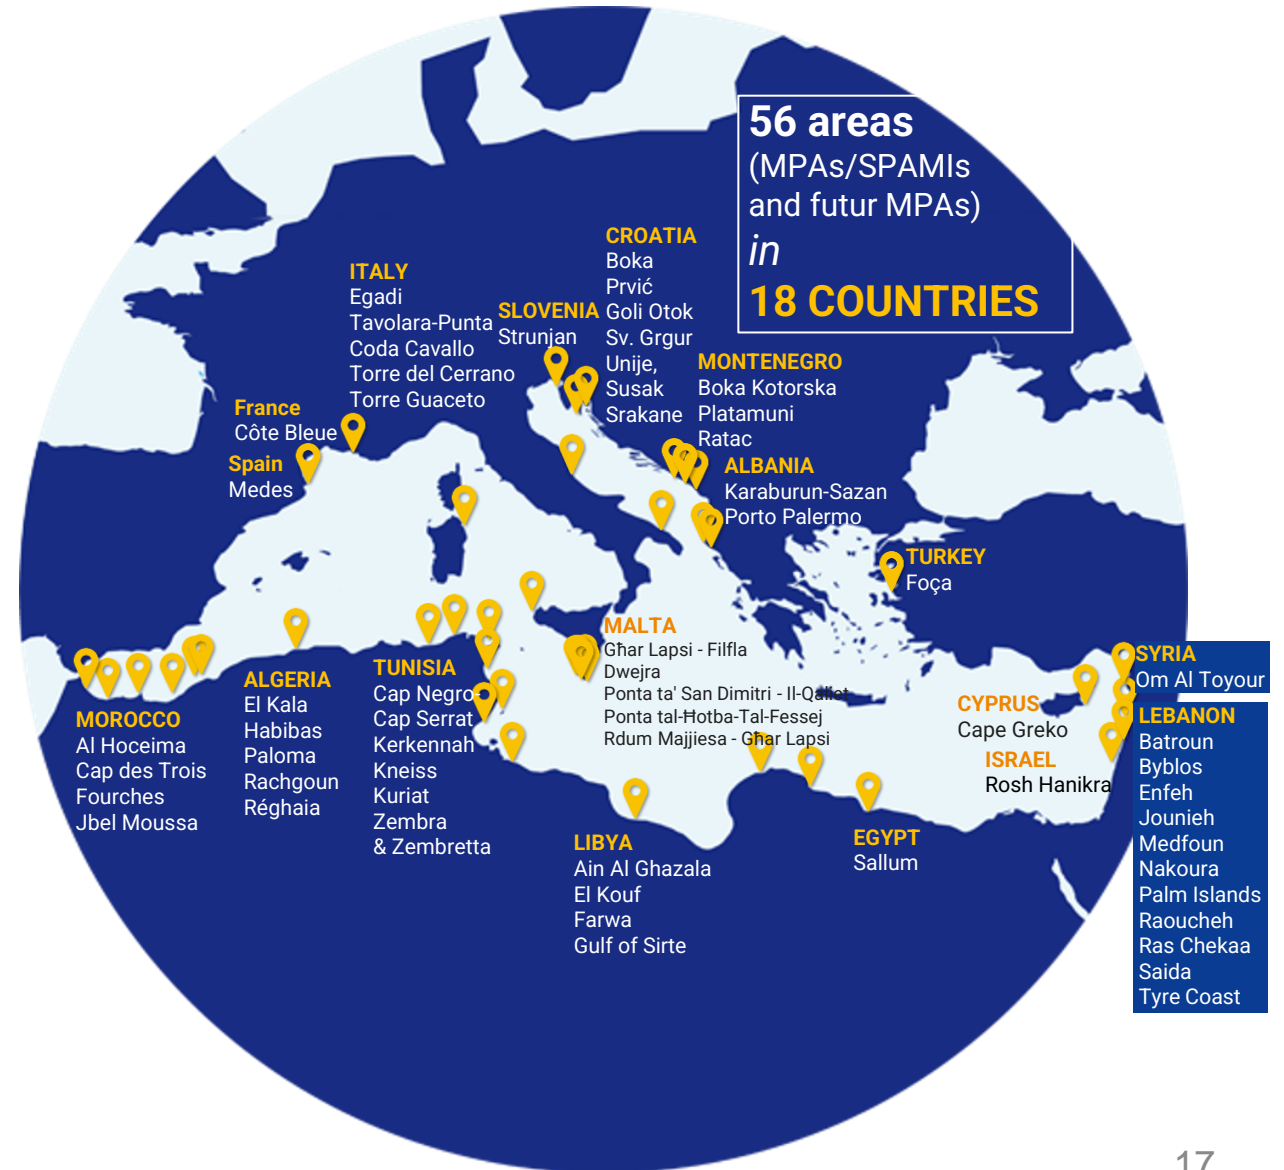 56 areas
(MPAs/SPAMIs
and futur MPAs)
in
18 COUNTRIES
CROATIA
Boka
Prvić
Goli Otok
Sv. Grgur
Unije,
Susak
Srakane
ITALY
Egadi
Tavolara-Punta
Coda Cavallo
Torre del Cerrano
Torre Guaceto
SLOVENIA
Strunjan
MONTENEGRO
Boka Kotorska
Platamuni
Ratac
France
Côte Bleue
Spain
Medes
ALBANIA
Karaburun-Sazan
Porto Palermo
TURKEY
Foça
MALTA
Għar Lapsi - Filfla
Dwejra
Ponta ta' San Dimitri - Il-Qaliet
Ponta tal-Ħotba-Tal-Fessej
Rdum Majjiesa - Għar Lapsi
SYRIA
Om Al Toyour
MOROCCO
Al Hoceima
Cap des Trois
Fourches
Jbel Moussa
ALGERIA
El Kala
Habibas
Paloma
Rachgoun
Réghaia
TUNISIA
Cap Negro-
Cap Serrat
Kerkennah
Kneiss
Kuriat
Zembra
& Zembretta
CYPRUS
Cape Greko
ISRAEL
Rosh Hanikra
LEBANON
Batroun
Byblos
Enfeh
Jounieh
Medfoun
Nakoura
Palm Islands
Raoucheh
Ras Chekaa
Saida
Tyre Coast
LIBYA
Ain Al Ghazala
El Kouf
Farwa
Gulf of Sirte
EGYPT
Sallum
17